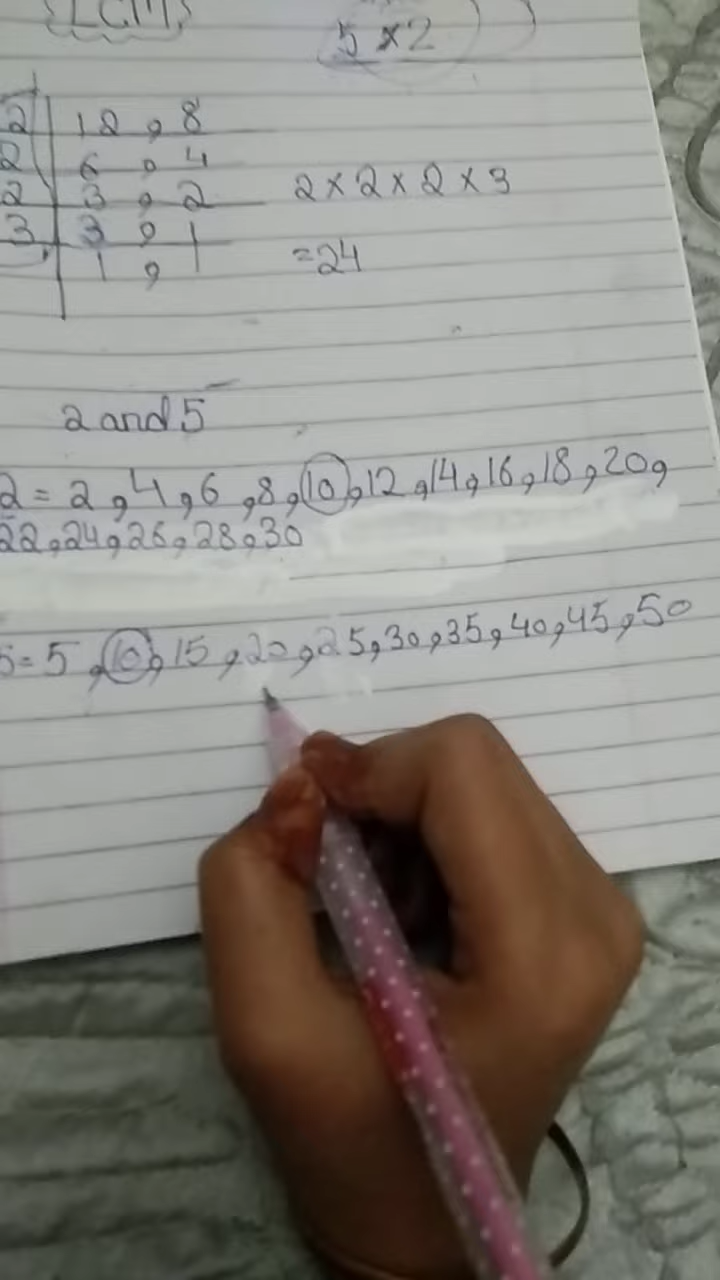 LCM
5 × 2
2 | 12 , 8
2 | 6 , 4
2 | 3 , 2
3 | 3 , 1
1 , 1
2 × 2 × 2 × 3
= 24
2 and 5
2 = 2 , 4 , 6 , 8 , 10 , 12 , 14 , 16 , 18 , 20 ,
22 , 24 , 26 , 28 , 30
5 = 5 , 10 , 15 , 20 , 25 , 30 , 35 , 40 , 45 , 50